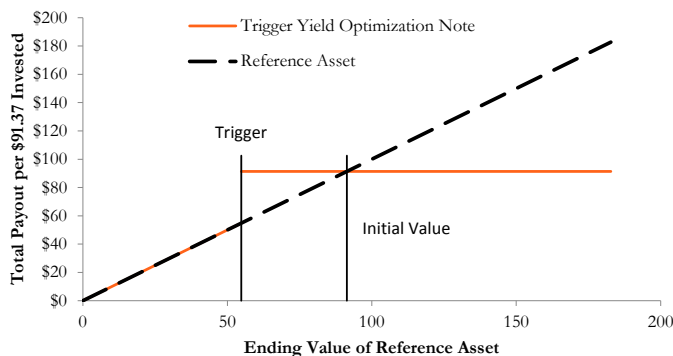 $200
$180
$160
$140
$120
$100
$80
$60
$40
$20
$0
Total Payout per $91.37 Invested
Trigger Yield Optimization Note
Reference Asset
Trigger
Initial Value
0
50
100
150
200
Ending Value of Reference Asset